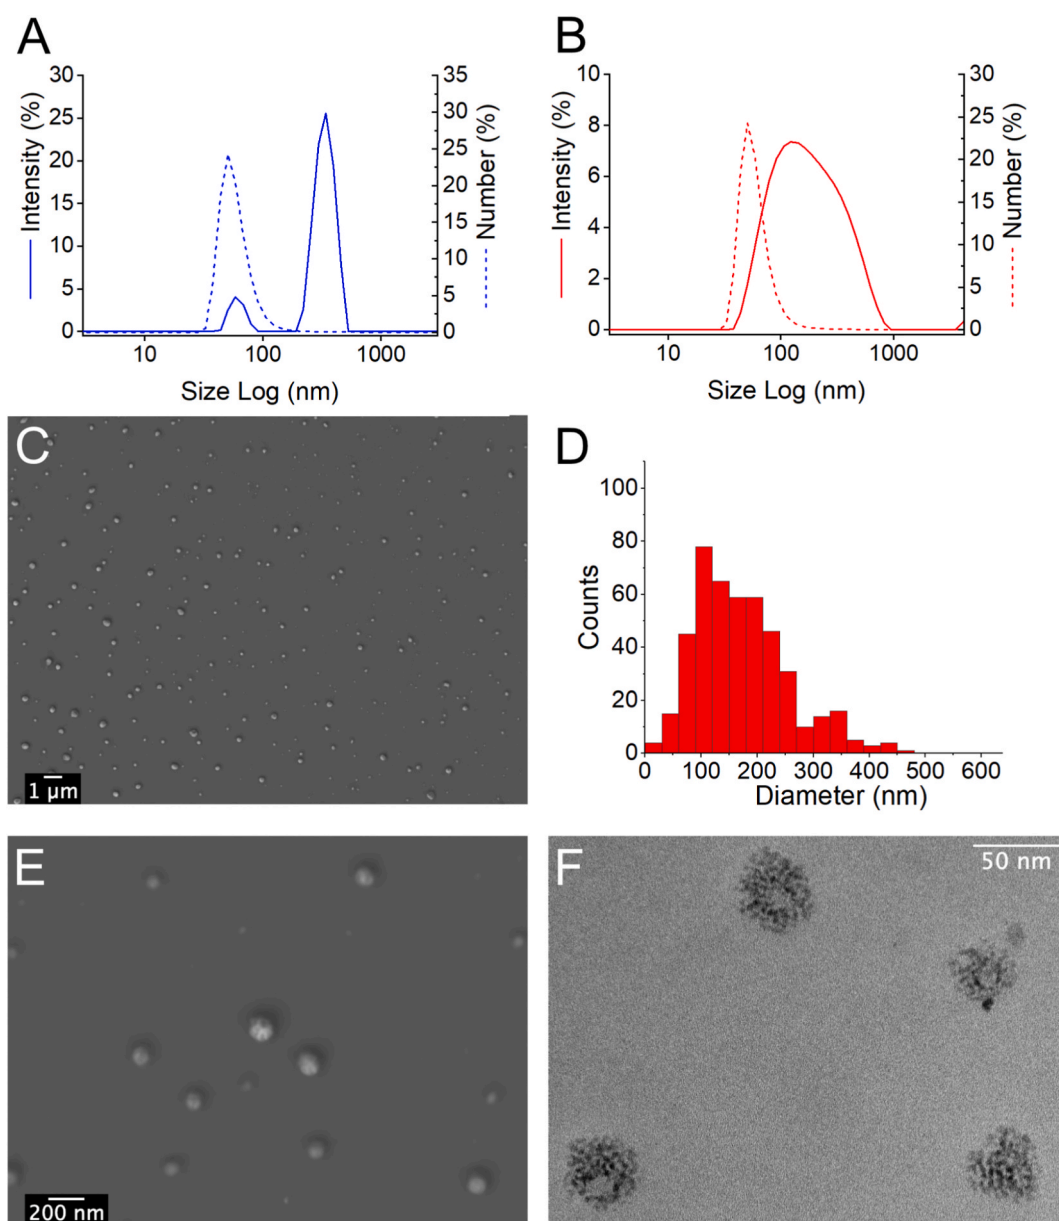 A
Intensity (%)
30
25
20
15
10
5
0
35
30
25
20
15
10
5
0
Number (%)
10
100
1000
Size Log (nm)
B
Intensity (%)
10
8
6
4
2
0
30
25
20
15
10
5
0
Number (%)
10
100
1000
Size Log (nm)
C
1 µm
D
Counts
100
80
60
40
20
0
0
100
200
300
400
500
600
Diameter (nm)
E
200 nm
F
50 nm